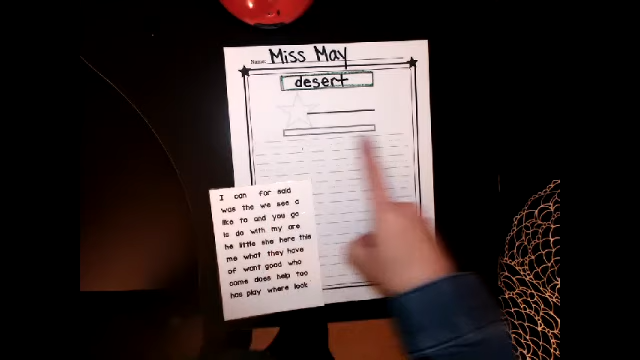 Name: Miss May
desert
I can for said
was the we see a
like to and you go
is do with my are
he little she here this
me what they have
of want good who
come does help too
has play where look